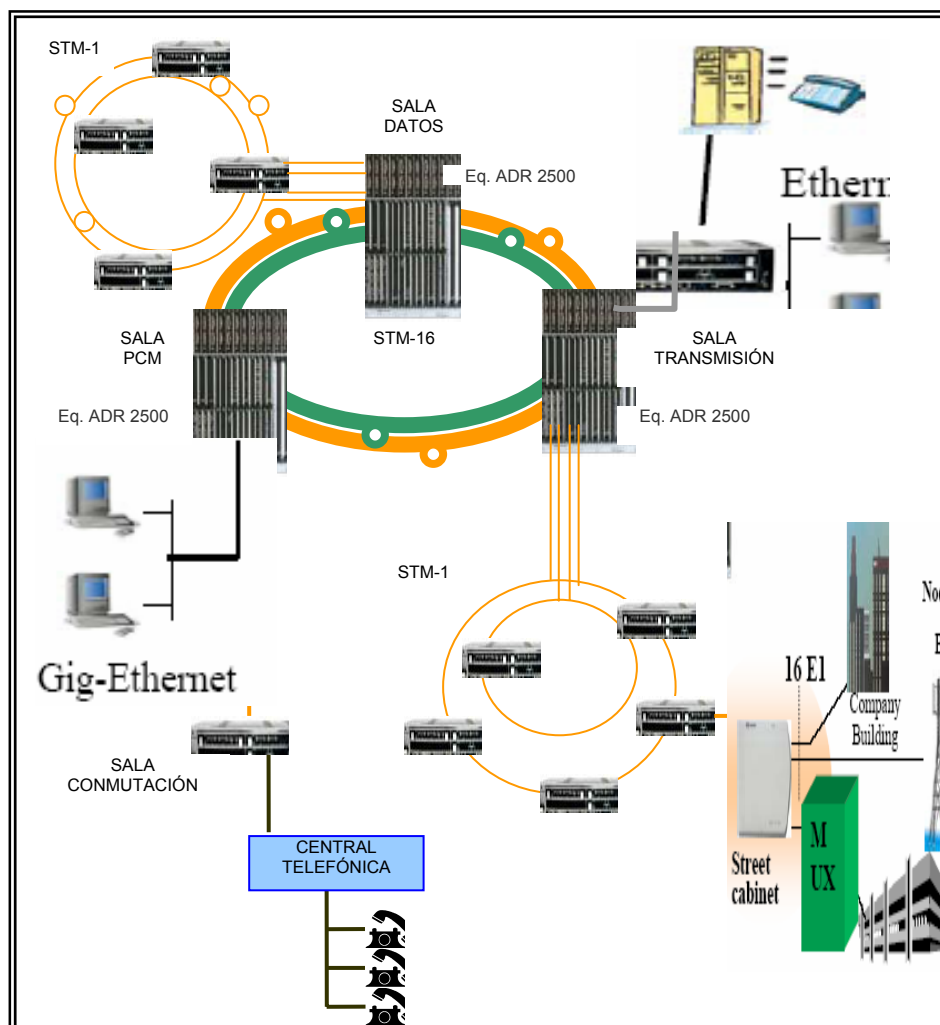 STM-1
SALA
DATOS
Eq. ADR 2500
Ethern
SALA
PCM
STM-16
SALA
TRANSMISIÓN
Eq. ADR 2500
Eq. ADR 2500
STM-1
Gig-Ethernet
16 E1
Company
Building
SALA
CONMUTACIÓN
CENTRAL
TELEFÓNICA
Street
cabinet
M
UX